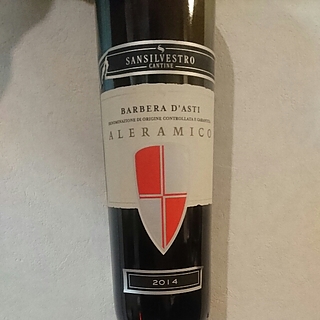 SANSILVESTRO
CANTINE
BARBERA D'ASTI
DENOMINAZIONE DI ORIGINE CONTROLLATA E GARANTITA
ALERAMICO
2014